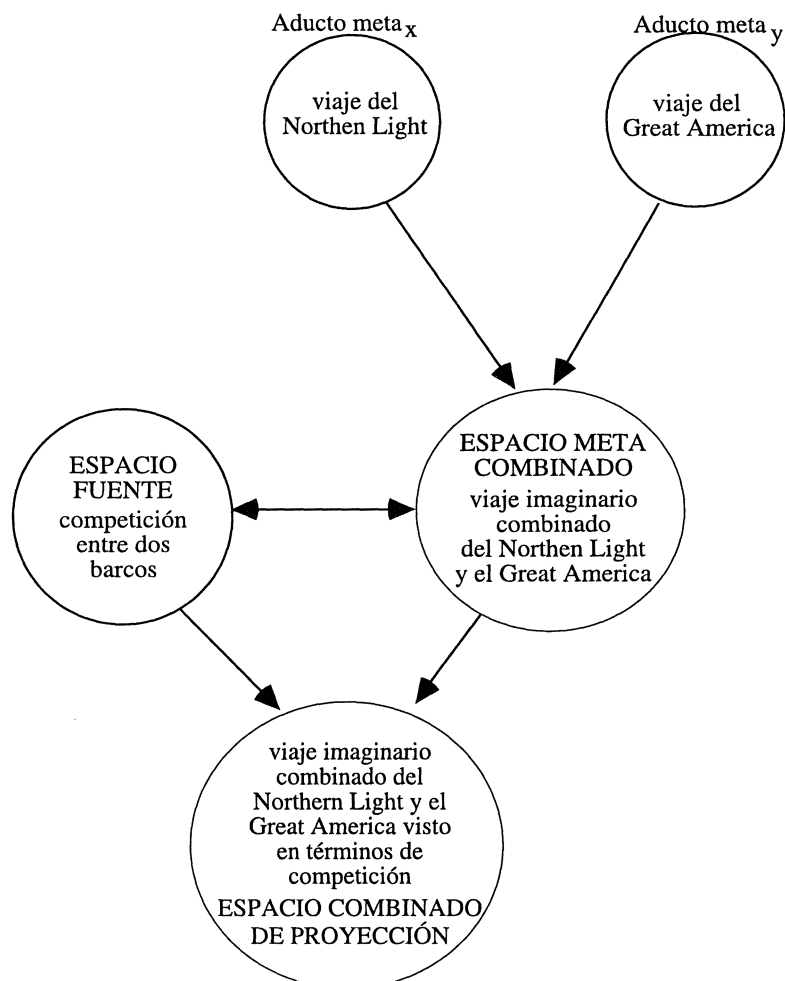 Aducto meta x
Aducto meta y
viaje del
Northen Light
viaje del
Great America
ESPACIO
FUENTE
competición
entre dos
barcos
ESPACIO META
COMBINADO
viaje imaginario
combinado
del Northen Light
y el Great America
viaje imaginario
combinado del
Northern Light y el
Great America visto
en términos de
competición
ESPACIO COMBINADO
DE PROYECCIÓN